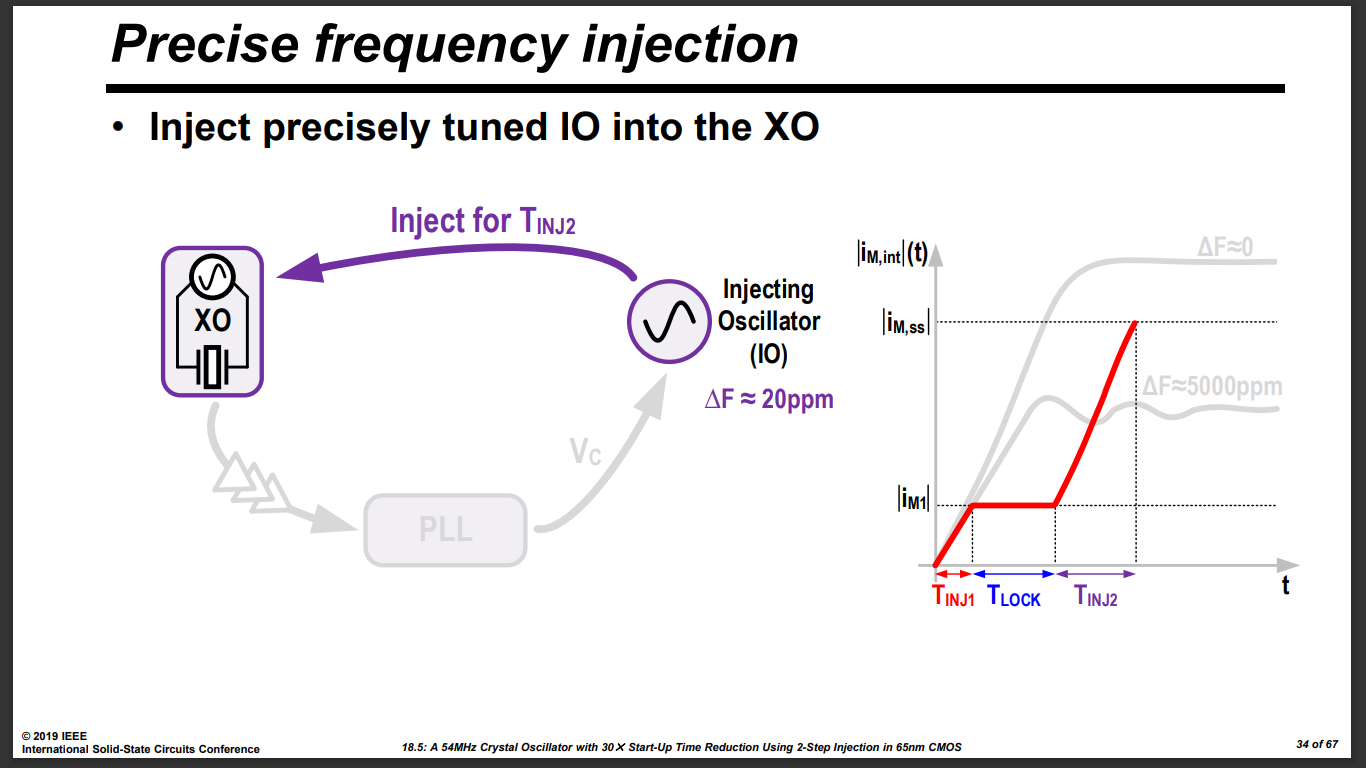 Precise frequency injection
• Inject precisely tuned IO into the XO
Inject for TINJ2
XO
Injecting
Oscillator
(IO)
ΔF ≈ 20ppm
VC
PLL
|iM,int|(t)
ΔF≈0
|iM,ss|
ΔF≈5000ppm
|iM1|
TINJ1 TLOCK TINJ2
t
© 2019 IEEE
International Solid-State Circuits Conference
18.5: A 54MHz Crystal Oscillator with 30✕ Start-Up Time Reduction Using 2-Step Injection in 65nm CMOS
34 of 67